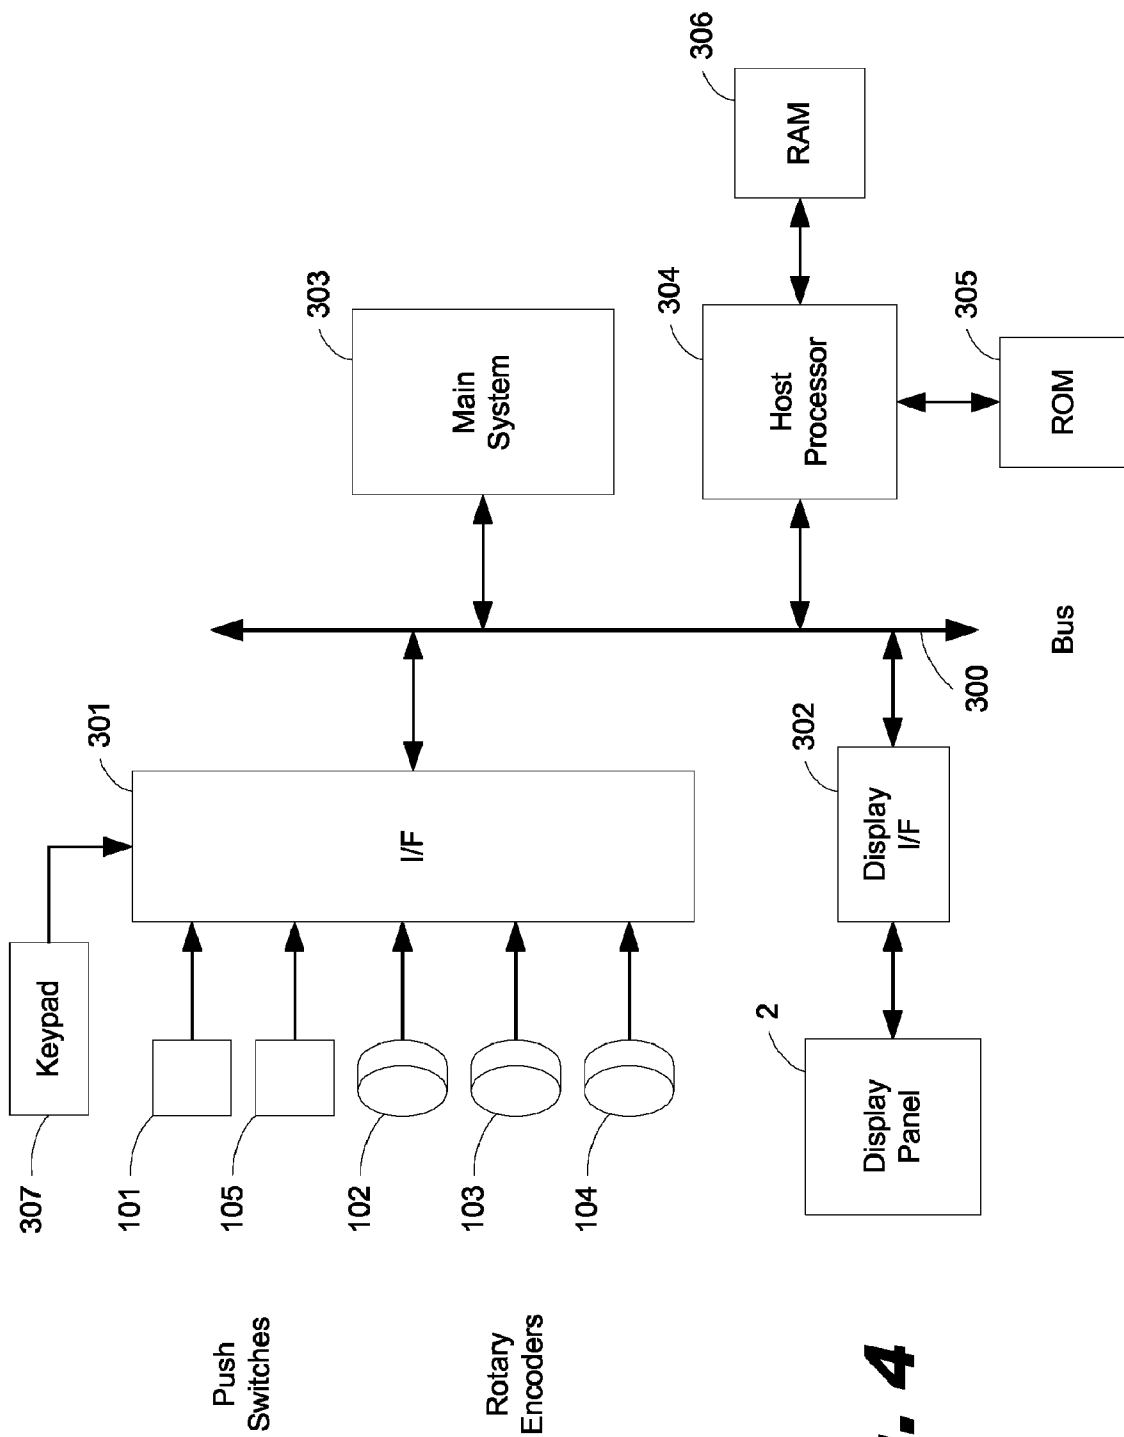 307
Keypad
301
101
105
Push
Switches
303
102
I/F
Main
System
103
Rotary
Encoders
104
304
306
Host
Processor
RAM
2
302
Display
Panel
Display
I/F
305
300
ROM
Bus
. 4